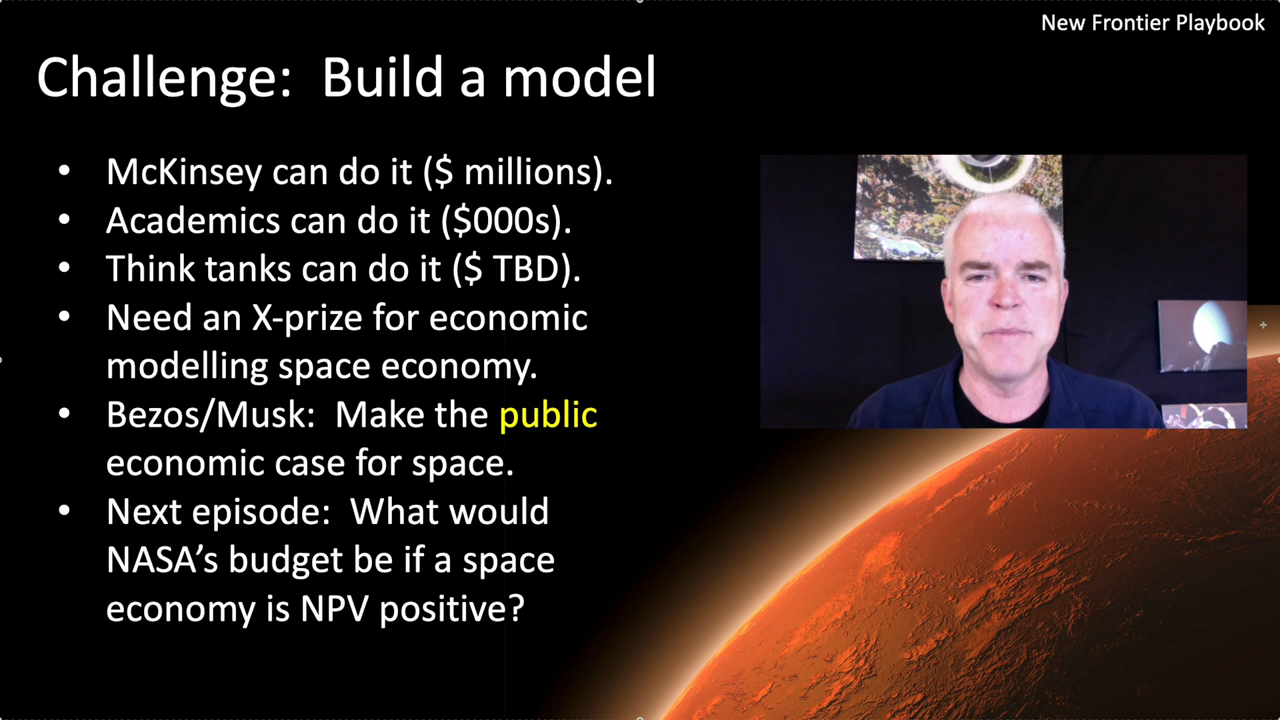 New Frontier Playbook
Challenge:  Build a model
• McKinsey can do it ($ millions).
• Academics can do it ($000s).
• Think tanks can do it ($ TBD).
• Need an X-prize for economic
modelling space economy.
• Bezos/Musk:  Make the public
economic case for space.
• Next episode:  What would
NASA’s budget be if a space
economy is NPV positive?